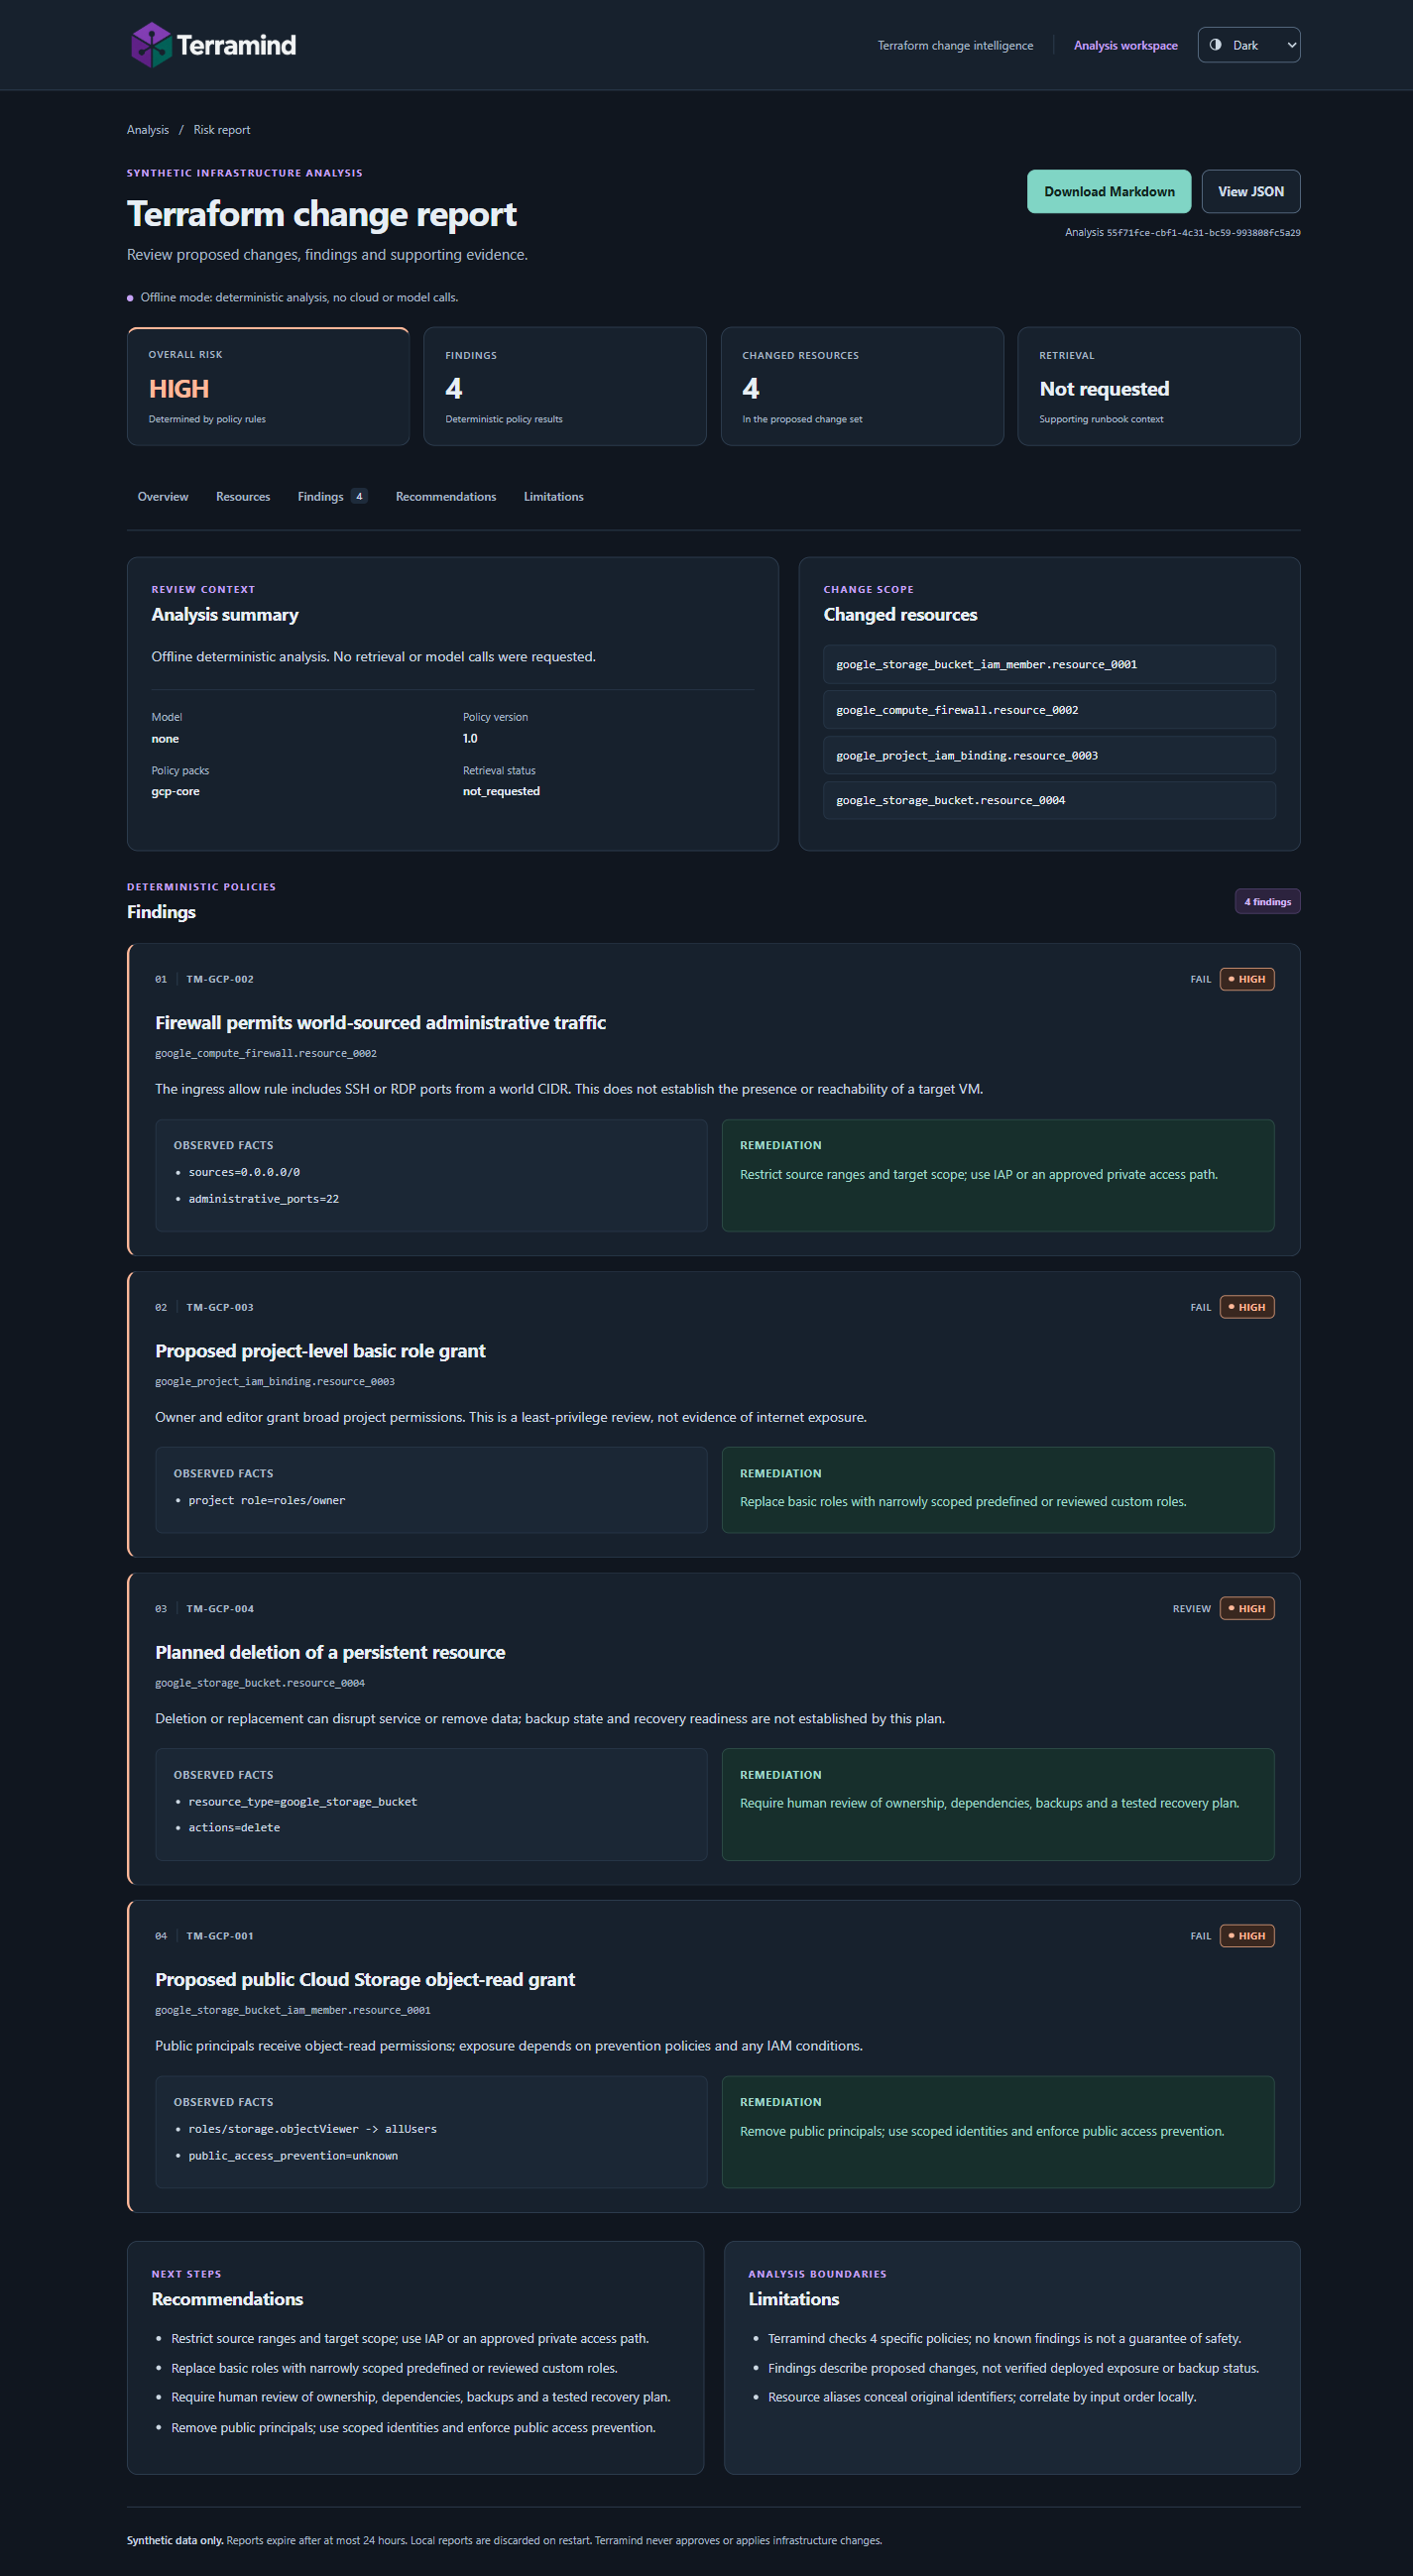 Terramind
Terraform change intelligence
Analysis workspace
Dark
Analysis / Risk report
SYNTHETIC INFRASTRUCTURE ANALYSIS
Terraform change report
Review proposed changes, findings and supporting evidence.
Download Markdown
View JSON
Analysis 55f71fce-cbf1-4c31-bc59-993808fc5a29
Offline mode: deterministic analysis, no cloud or model calls.
OVERALL RISK
HIGH
Determined by policy rules
FINDINGS
4
Deterministic policy results
CHANGED RESOURCES
4
In the proposed change set
RETRIEVAL
Not requested
Supporting runbook context
Overview
Resources
Findings 4
Recommendations
Limitations
REVIEW CONTEXT
Analysis summary
Offline deterministic analysis. No retrieval or model calls were requested.
Model
none
Policy version
1.0
Policy packs
gcp-core
Retrieval status
not_requested
CHANGE SCOPE
Changed resources
google_storage_bucket_iam_member.resource_0001
google_compute_firewall.resource_0002
google_project_iam_binding.resource_0003
google_storage_bucket.resource_0004
DETERMINISTIC POLICIES
Findings
4 findings
01 TM-GCP-002
FAIL HIGH
Firewall permits world-sourced administrative traffic
google_compute_firewall.resource_0002
The ingress allow rule includes SSH or RDP ports from a world CIDR. This does not establish the presence or reachability of a target VM.
OBSERVED FACTS
• sources=0.0.0.0/0
• administrative_ports=22
REMEDIATION
Restrict source ranges and target scope; use IAP or an approved private access path.
02 TM-GCP-003
FAIL HIGH
Proposed project-level basic role grant
google_project_iam_binding.resource_0003
Owner and editor grant broad project permissions. This is a least-privilege review, not evidence of internet exposure.
OBSERVED FACTS
• project role=roles/owner
REMEDIATION
Replace basic roles with narrowly scoped predefined or reviewed custom roles.
03 TM-GCP-004
REVIEW HIGH
Planned deletion of a persistent resource
google_storage_bucket.resource_0004
Deletion or replacement can disrupt service or remove data; backup state and recovery readiness are not established by this plan.
OBSERVED FACTS
• resource_type=google_storage_bucket
• actions=delete
REMEDIATION
Require human review of ownership, dependencies, backups and a tested recovery plan.
04 TM-GCP-001
FAIL HIGH
Proposed public Cloud Storage object-read grant
google_storage_bucket_iam_member.resource_0001
Public principals receive object-read permissions; exposure depends on prevention policies and any IAM conditions.
OBSERVED FACTS
• roles/storage.objectViewer -> allUsers
• public_access_prevention=unknown
REMEDIATION
Remove public principals; use scoped identities and enforce public access prevention.
NEXT STEPS
Recommendations
• Restrict source ranges and target scope; use IAP or an approved private access path.
• Replace basic roles with narrowly scoped predefined or reviewed custom roles.
• Require human review of ownership, dependencies, backups and a tested recovery plan.
• Remove public principals; use scoped identities and enforce public access prevention.
ANALYSIS BOUNDARIES
Limitations
• Terramind checks 4 specific policies; no known findings is not a guarantee of safety.
• Findings describe proposed changes, not verified deployed exposure or backup status.
• Resource aliases conceal original identifiers; correlate by input order locally.
Synthetic data only. Reports expire after at most 24 hours. Local reports are discarded on restart. Terramind never approves or applies infrastructure changes.